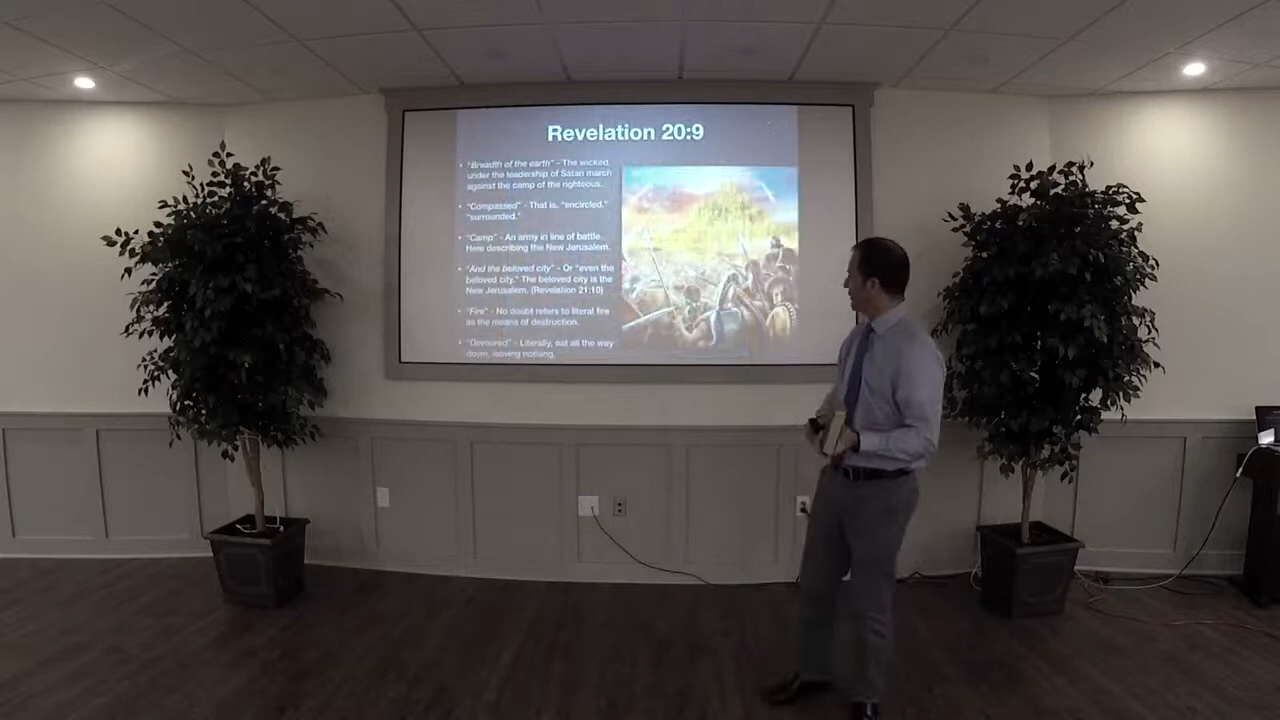 Revelation 20:9
• "Breadth of the earth" - The wicked
under the leadership of Satan march
against the camp of the righteous.
• "Compassed" - That is, "encircled,"
"surrounded."
• "Camp" - An army in line of battle.
Here describing the New Jerusalem.
• "And the beloved city" - Or "even the
beloved city." The beloved city is the
New Jerusalem. (Revelation 21:10)
• "Fire" - No doubt refers to literal fire
as the means of destruction.
• "Devoured" - Literally, eat all the way
down, leaving nothing.